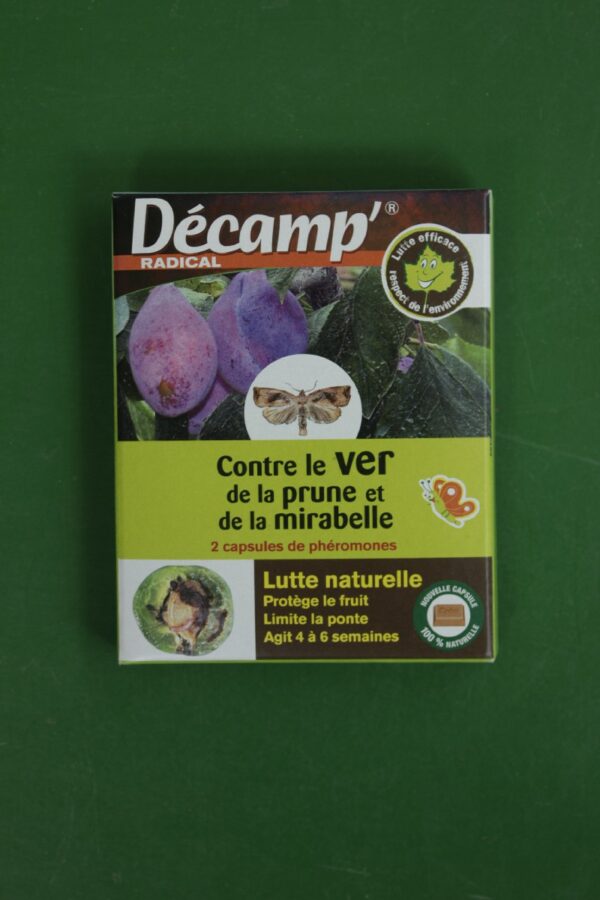 Décamp'®
RADICAL
Lutte efficace
respect de l'environnement
Contre le ver
de la prune et
de la mirabelle
2 capsules de phéromones
Lutte naturelle
Protège le fruit
Limite la ponte
Agit 4 à 6 semaines
NOUVELLE CAPSULE
100 % NATURELLE